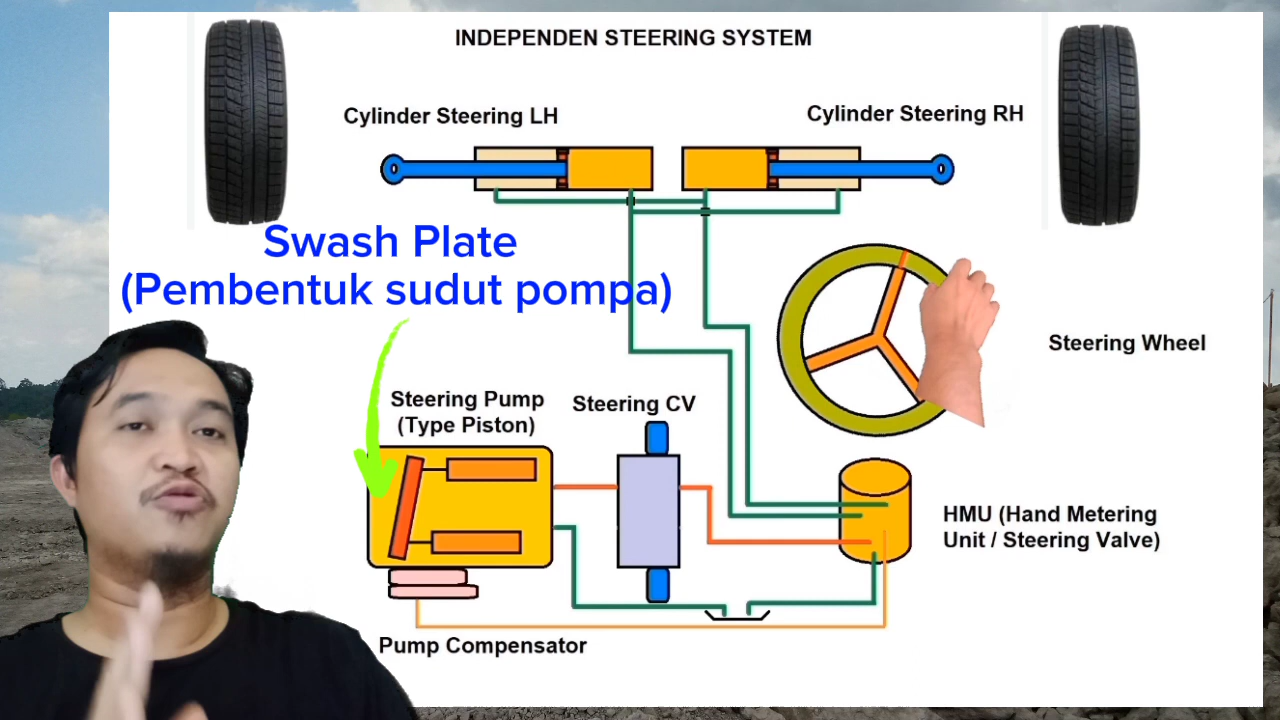 INDEPENDEN STEERING SYSTEM
Cylinder Steering LH
Cylinder Steering RH
Swash Plate
(Pembentuk sudut pompa)
Steering Wheel
Steering Pump
(Type Piston)
Steering CV
HMU (Hand Metering
Unit / Steering Valve)
Pump Compensator